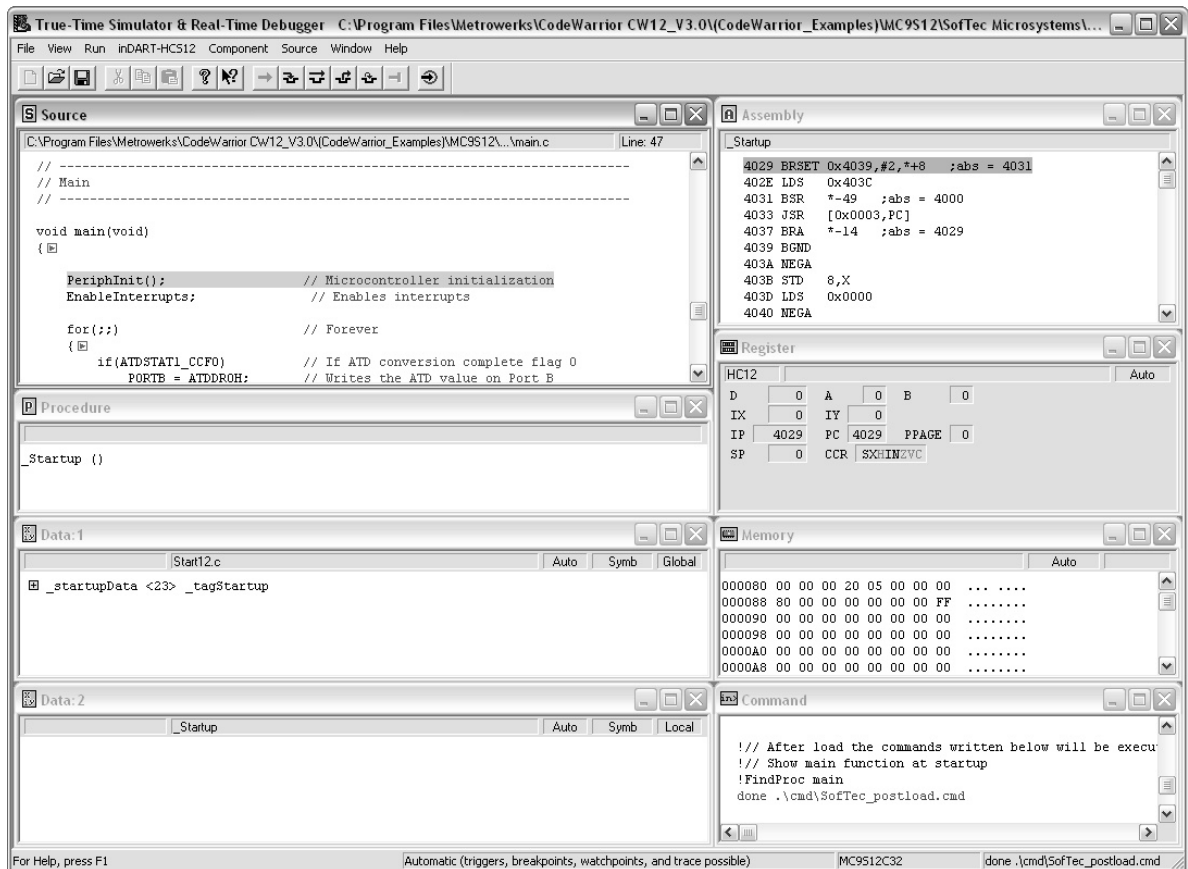 True-Time Simulator & Real-Time Debugger C:\Program Files\Metrowerks\CodeWarrior CW12_V3.0\(CodeWarrior_Examples)\MC9S12\SofTec Microsystems\...
File View Run inDART-HCS12 Component Source Window Help
Source
C:\Program Files\Metrowerks\CodeWarrior CW12_V3.0\(CodeWarrior_Examples)\MC9S12\...\main.c Line: 47
// ---------------------------------------------------------------------------
// Main
// ---------------------------------------------------------------------------
void main(void)
{
PeriphInit(); // Microcontroller initialization
EnableInterrupts; // Enables interrupts
for(;;) // Forever
{
if(ATDSTAT1_CCF0) // If ATD conversion complete flag 0
PORTB = ATDDR0H; // Writes the ATD value on Port B
Assembly
_Startup
4029 BRSET 0x4039,#2,*+8 ;abs = 4031
402E LDS 0x403C
4031 BSR *-49 ;abs = 4000
4033 JSR [0x0003,PC]
4037 BRA *-14 ;abs = 4029
4039 BGND
403A NEGA
403B STD 8,X
403D LDS 0x0000
4040 NEGA
Register
HC12 Auto
D 0 A 0 B 0
IX 0 IY 0
IP 4029 PC 4029 PPAGE 0
SP 0 CCR SXHINZVC
Procedure
_Startup ()
Data:1
Start12.c Auto Symb Global
_startupData <23> _tagStartup
Memory
Auto
000080 00 00 00 20 05 00 00 00 ... ....
000088 80 00 00 00 00 00 00 FF ........
000090 00 00 00 00 00 00 00 00 ........
000098 00 00 00 00 00 00 00 00 ........
0000A0 00 00 00 00 00 00 00 00 ........
0000A8 00 00 00 00 00 00 00 00 ........
Data:2
_Startup Auto Symb Local
Command
!// After load the commands written below will be execu
!// Show main function at startup
!FindProc main
done .\cmd\SofTec_postload.cmd
For Help, press F1 Automatic (triggers, breakpoints, watchpoints, and trace possible) MC9S12C32 done .\cmd\SofTec_postload.cmd